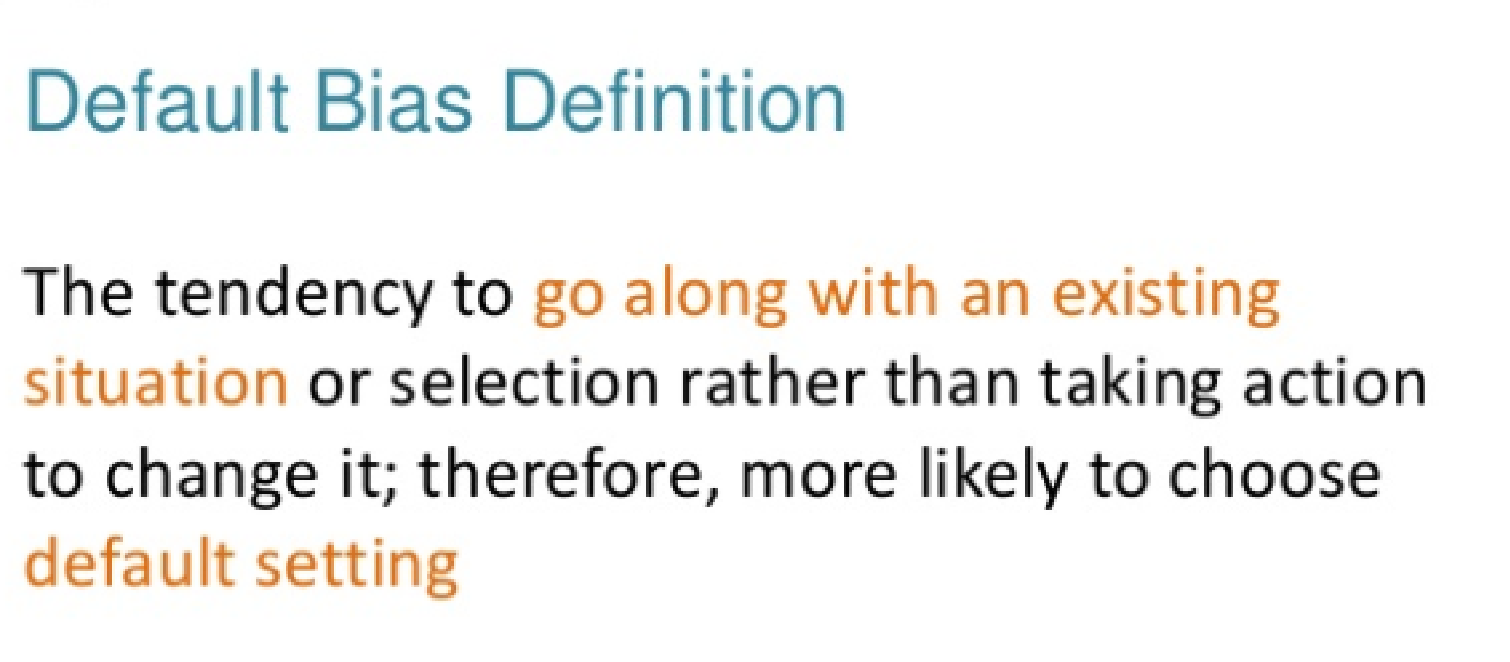 Default Bias Definition
The tendency to go along with an existing
situation or selection rather than taking action
to change it; therefore, more likely to choose
default setting